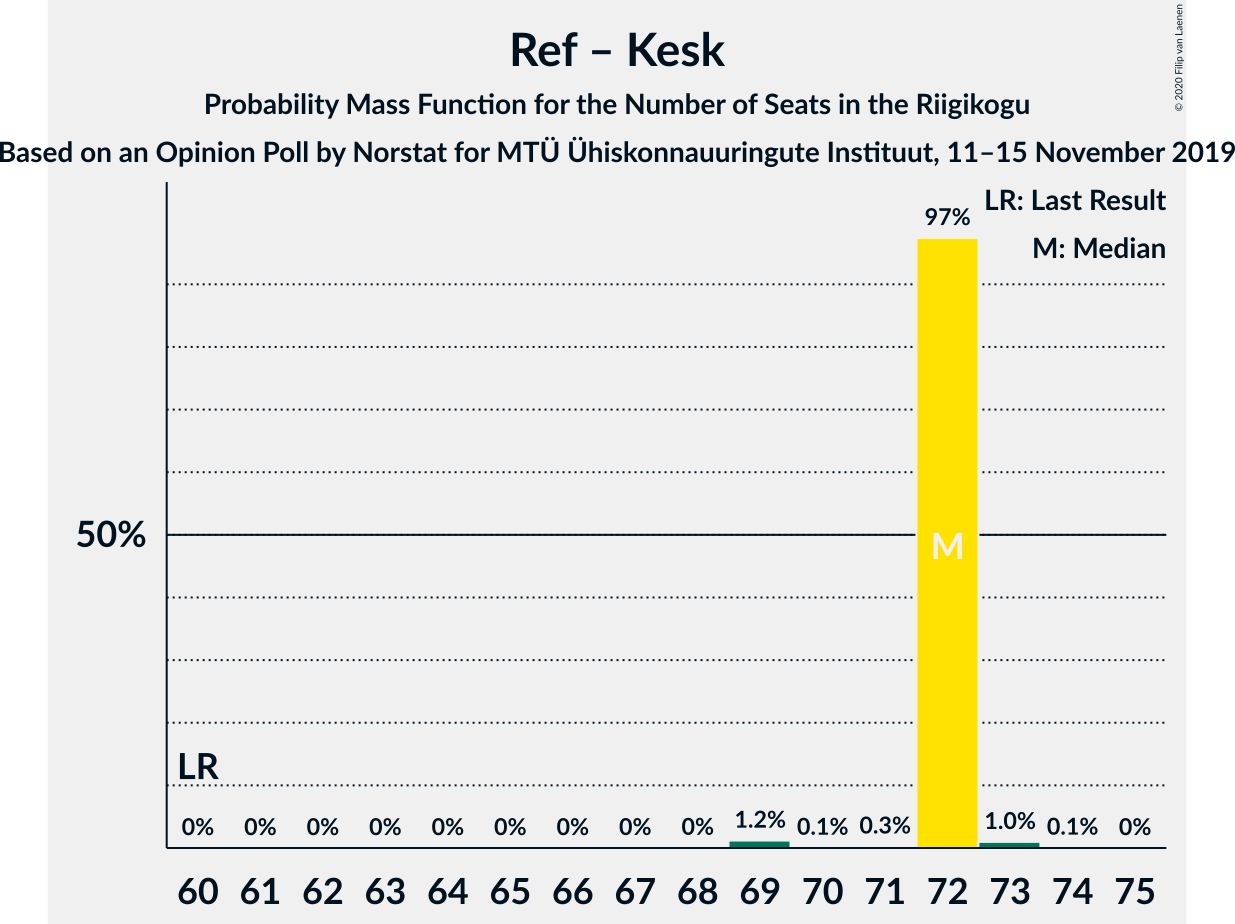 Ref – Kesk
Probability Mass Function for the Number of Seats in the Riigikogu
Based on an Opinion Poll by Norstat for MTÜ Ühiskonnauuringute Instituut, 11–15 November 2019
© 2020 Filip van Laenen
LR: Last Result
M: Median
97%
50%
M
LR
0% 0% 0% 0% 0% 0% 0% 0% 0% 1.2% 0.1% 0.3% 1.0% 0.1% 0%
60 61 62 63 64 65 66 67 68 69 70 71 72 73 74 75